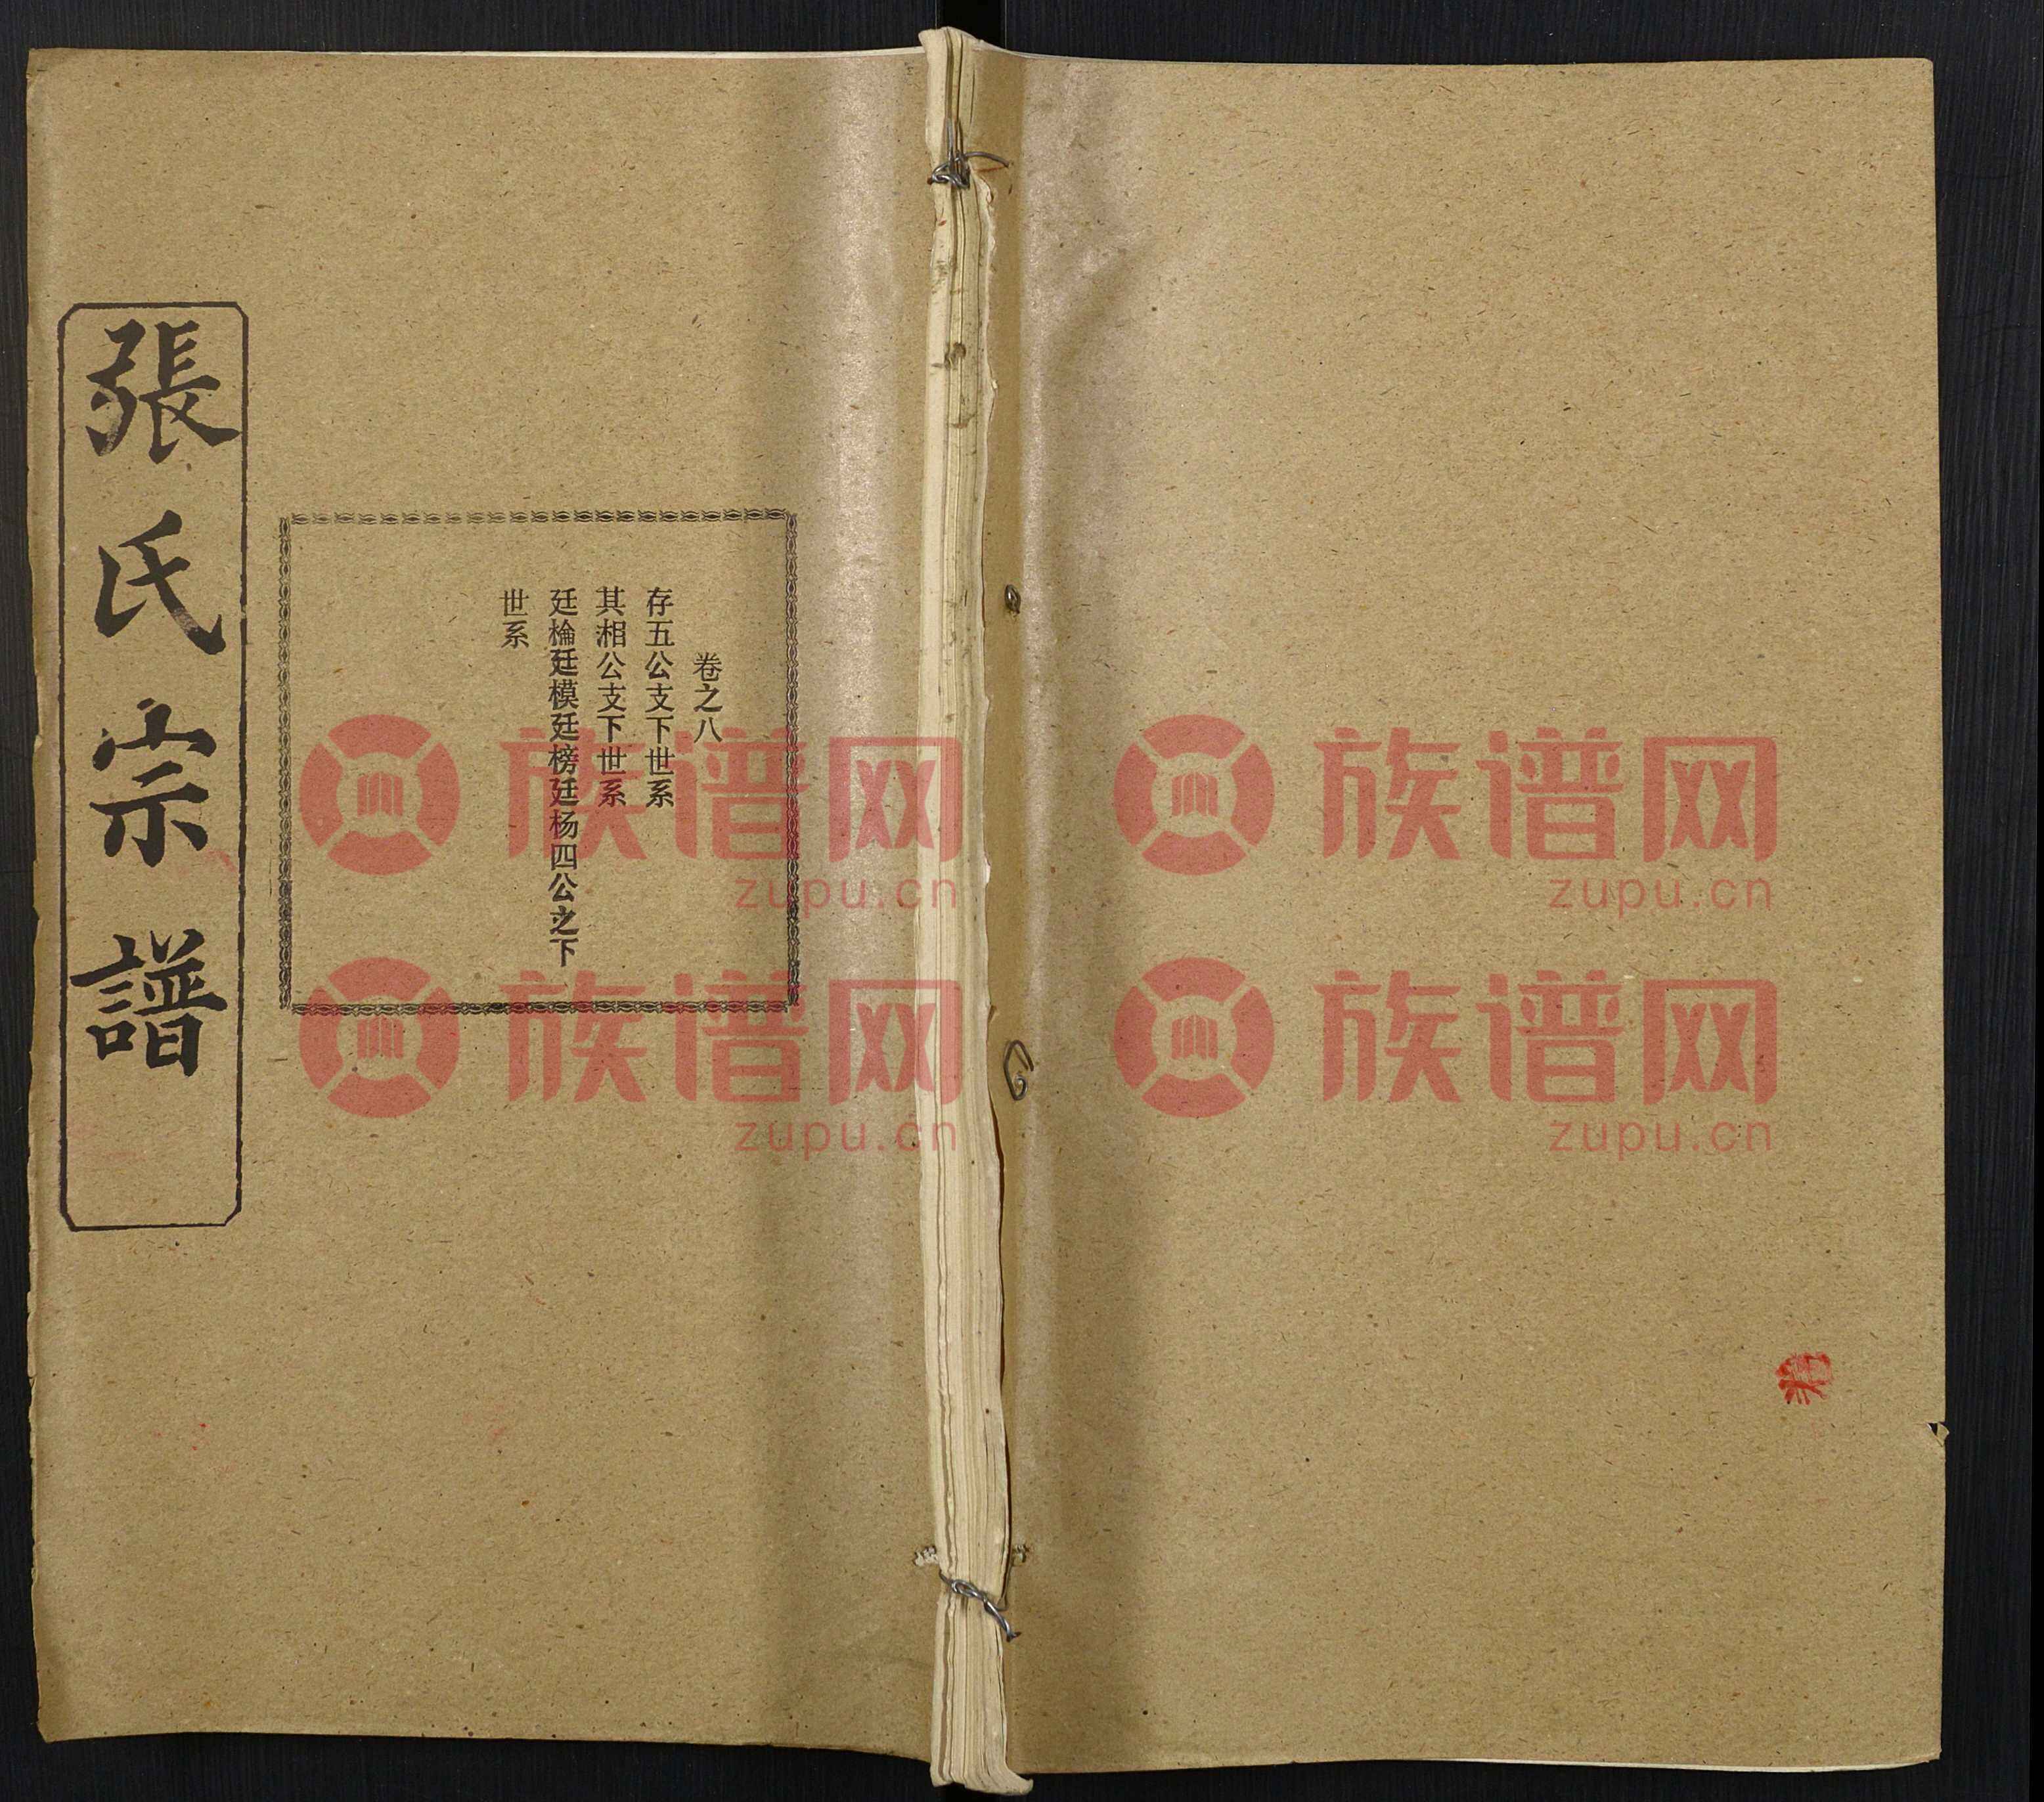 張氏宗譜
卷之八
存五公支下世系
其相公支下世系
廷棆廷模廷榜廷杨四公之下
世系
族谱网
zupu.cn
族谱网
zupu.cn
族谱网
zupu.cn
族谱网
zupu.cn